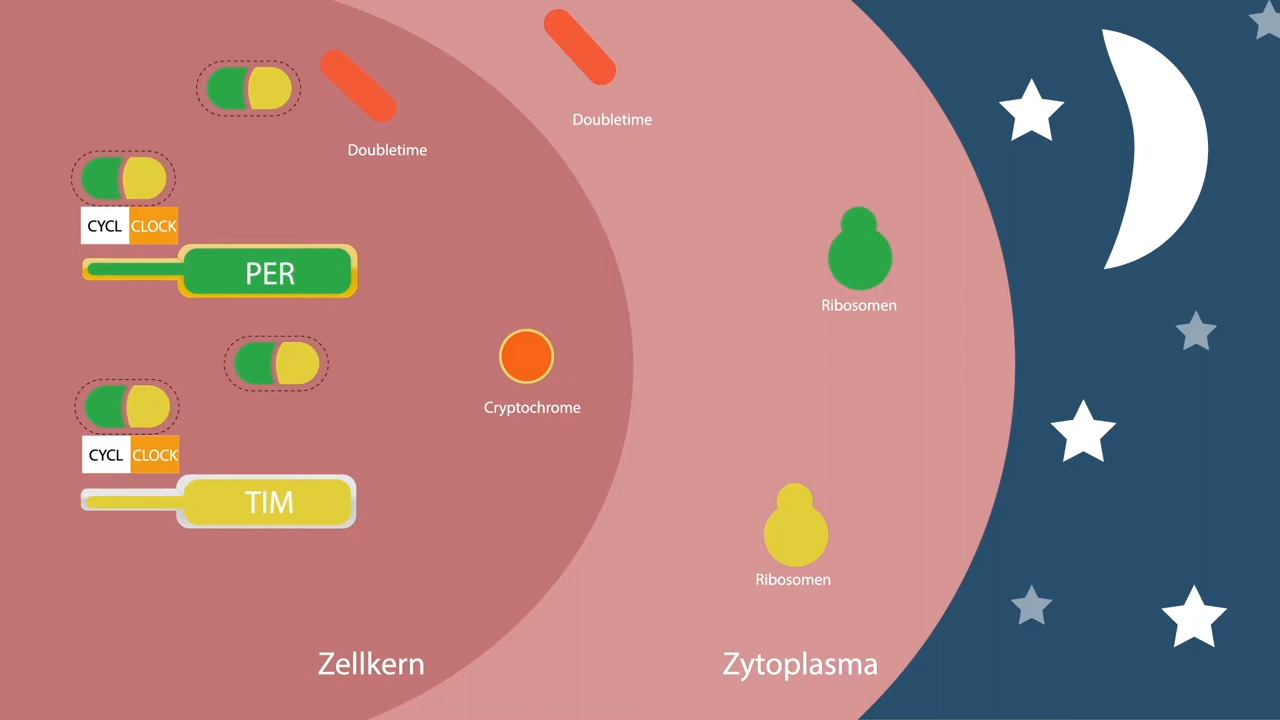 Doubletime
Doubletime
CYCL CLOCK
PER
Ribosomen
Cryptochrome
CYCL CLOCK
TIM
Ribosomen
Zellkern
Zytoplasma